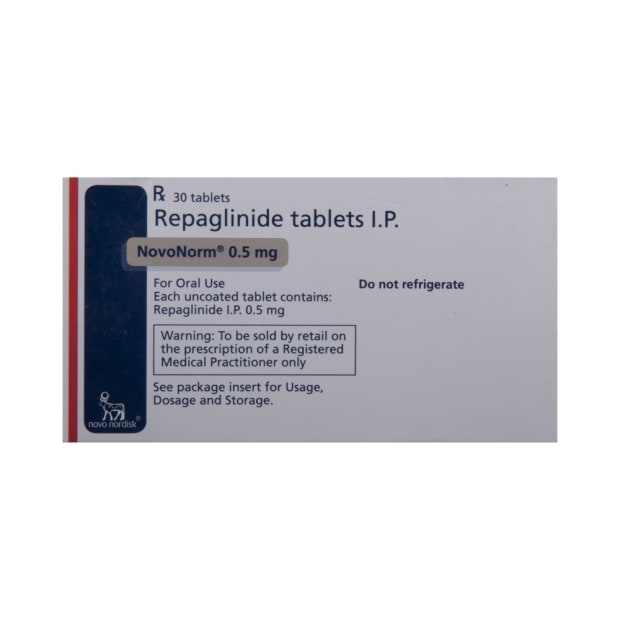 ℞ 30 tablets
Repaglinide tablets I.P.
NovoNorm® 0.5 mg
For Oral Use
Do not refrigerate
Each uncoated tablet contains:
Repaglinide I.P. 0.5 mg
Warning: To be sold by retail on
the prescription of a Registered
Medical Practitioner only
See package insert for Usage,
Dosage and Storage.
novo nordisk®